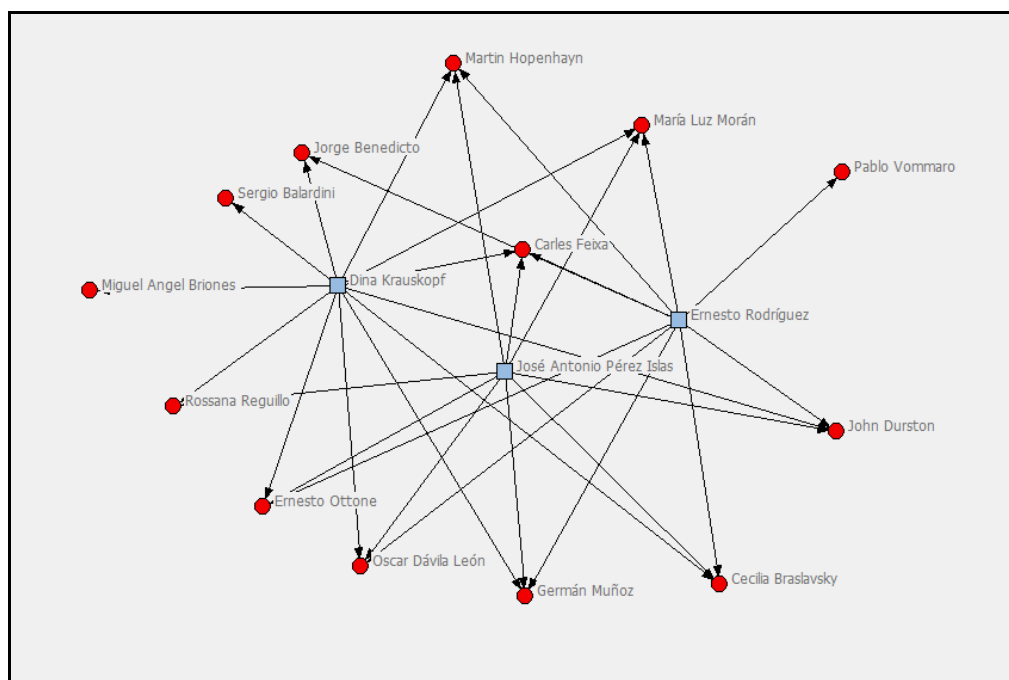 Martin Hopenhayn
María Luz Morán
Jorge Benedicto
Pablo Vommaro
Sergio Balardini
Carles Feixa
Dina Krauskopf
Miguel Angel Briones
Ernesto Rodríguez
José Antonio Pérez Islas
Rossana Reguillo
John Durston
Ernesto Ottone
Oscar Dávila León
Cecilia Braslavsky
Germán Muñoz